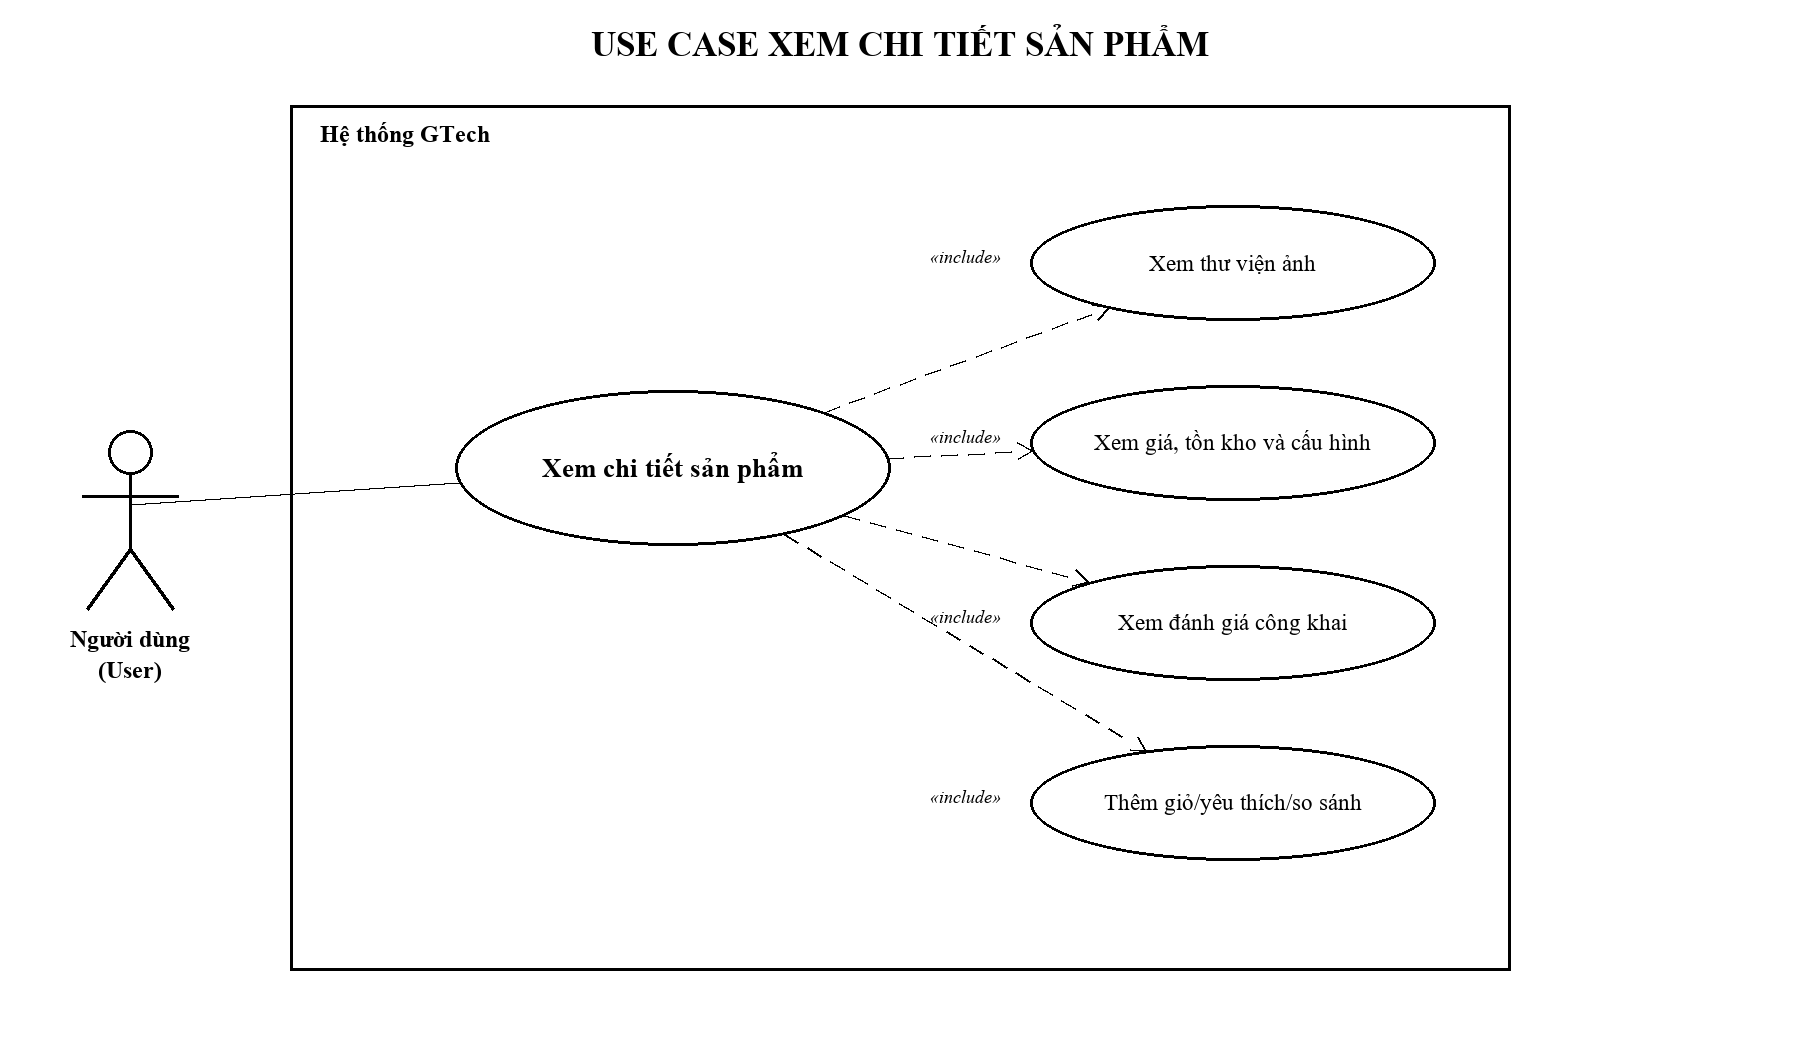 USE CASE XEM CHI TIẾT SẢN PHẨM
Hệ thống GTech
«include»
Xem thư viện ảnh
«include»
Xem giá, tồn kho và cấu hình
Xem chi tiết sản phẩm
«include»
Xem đánh giá công khai
Người dùng
(User)
«include»
Thêm giỏ/yêu thích/so sánh